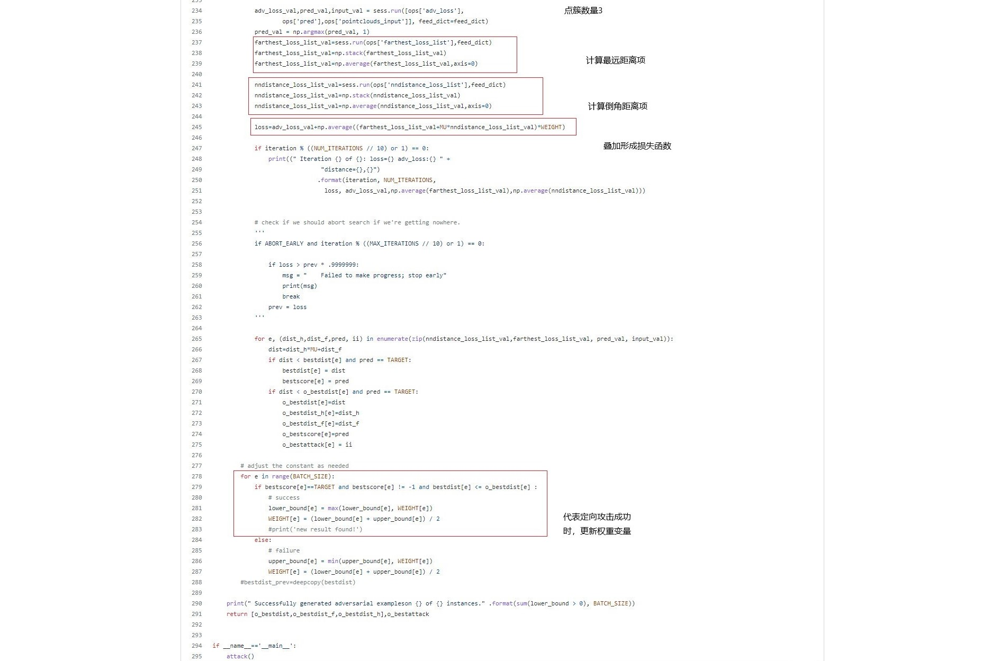 234 adv_loss_val,pred_val,input_val = sess.run([ops['adv_loss'],
点簇数量3
235 ops['pred'],ops['pointclouds_input']], feed_dict=feed_dict)
236 pred_val = np.argmax(pred_val, 1)
237 farthest_loss_list_val=sess.run(ops['farthest_loss_list'],feed_dict)
238 farthest_loss_list_val=np.stack(farthest_loss_list_val)
计算最远距离项
239 farthest_loss_list_val=np.average(farthest_loss_list_val,axis=0)
240
241 nndistance_loss_list_val=sess.run(ops['nndistance_loss_list'],feed_dict)
242 nndistance_loss_list_val=np.stack(nndistance_loss_list_val)
243 nndistance_loss_list_val=np.average(nndistance_loss_list_val,axis=0)
计算倒角距离项
244
245 loss=adv_loss_val+np.average((farthest_loss_list_val+MU*nndistance_loss_list_val)*WEIGHT)
246
叠加形成损失函数
247 if iteration % ((NUM_ITERATIONS // 10) or 1) == 0:
248 print((" Iteration {} of {}: loss={} adv_loss:{} " +
249 "distance={},{}")
250 .format(iteration, NUM_ITERATIONS,
251 loss, adv_loss_val,np.average(farthest_loss_list_val),np.average(nndistance_loss_list_val)))
252
253
254 # check if we should abort search if we're getting nowhere.
255 '''
256 if ABORT_EARLY and iteration % ((MAX_ITERATIONS // 10) or 1) == 0:
257
258 if loss > prev * .9999999:
259 msg = "    Failed to make progress; stop early"
260 print(msg)
261 break
262 prev = loss
263 '''
264
265 for e, (dist_h,dist_f,pred, ii) in enumerate(zip(nndistance_loss_list_val,farthest_loss_list_val, pred_val, input_val)):
266 dist=dist_h*MU+dist_f
267 if dist < bestdist[e] and pred == TARGET:
268 bestdist[e] = dist
269 bestscore[e] = pred
270 if dist < o_bestdist[e] and pred == TARGET:
271 o_bestdist[e]=dist
272 o_bestdist_h[e]=dist_h
273 o_bestdist_f[e]=dist_f
274 o_bestscore[e]=pred
275 o_bestattack[e] = ii
276
277 # adjust the constant as needed
278 for e in range(BATCH_SIZE):
279 if bestscore[e]==TARGET and bestscore[e] != -1 and bestdist[e] <= o_bestdist[e] :
280 # success
281 lower_bound[e] = max(lower_bound[e], WEIGHT[e])
282 WEIGHT[e] = (lower_bound[e] + upper_bound[e]) / 2
283 #print('new result found!')
代表定向攻击成功
时，更新权重变量
284 else:
285 # failure
286 upper_bound[e] = min(upper_bound[e], WEIGHT[e])
287 WEIGHT[e] = (lower_bound[e] + upper_bound[e]) / 2
288 #bestdist_prev=deepcopy(bestdist)
289
290 print(" Successfully generated adversarial exampleson {} of {} instances." .format(sum(lower_bound > 0), BATCH_SIZE))
291 return [o_bestdist,o_bestdist_f,o_bestdist_h],o_bestattack
292
293
294 if __name__=='__main__':
295 attack()